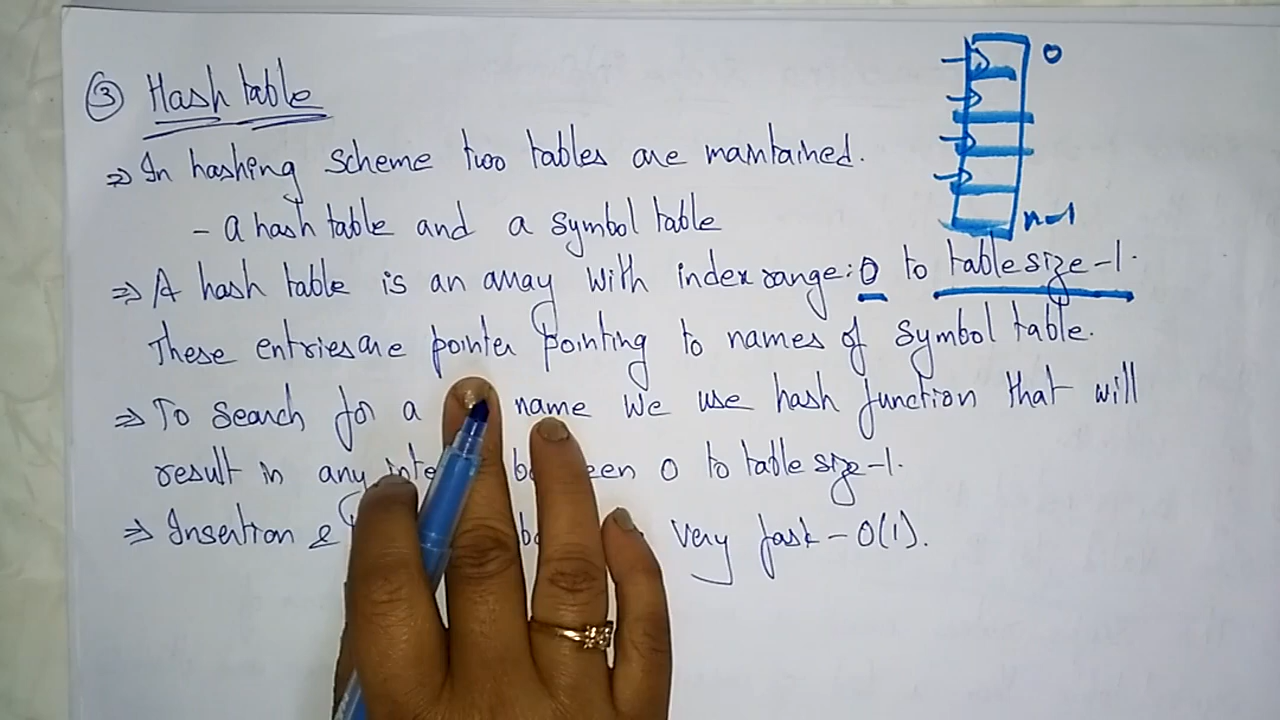 ③ Hash table 0
⇒ In hashing scheme two tables are maintained.
- a hash table and a symbol table n-1
⇒ A hash table is an array with index range: 0 to table size-1.
These entries are pointer pointing to names of symbol table.
⇒ To search for a name we use hash function that will
result in any between 0 to table size-1.
⇒ Insertion & very fast - O(1).